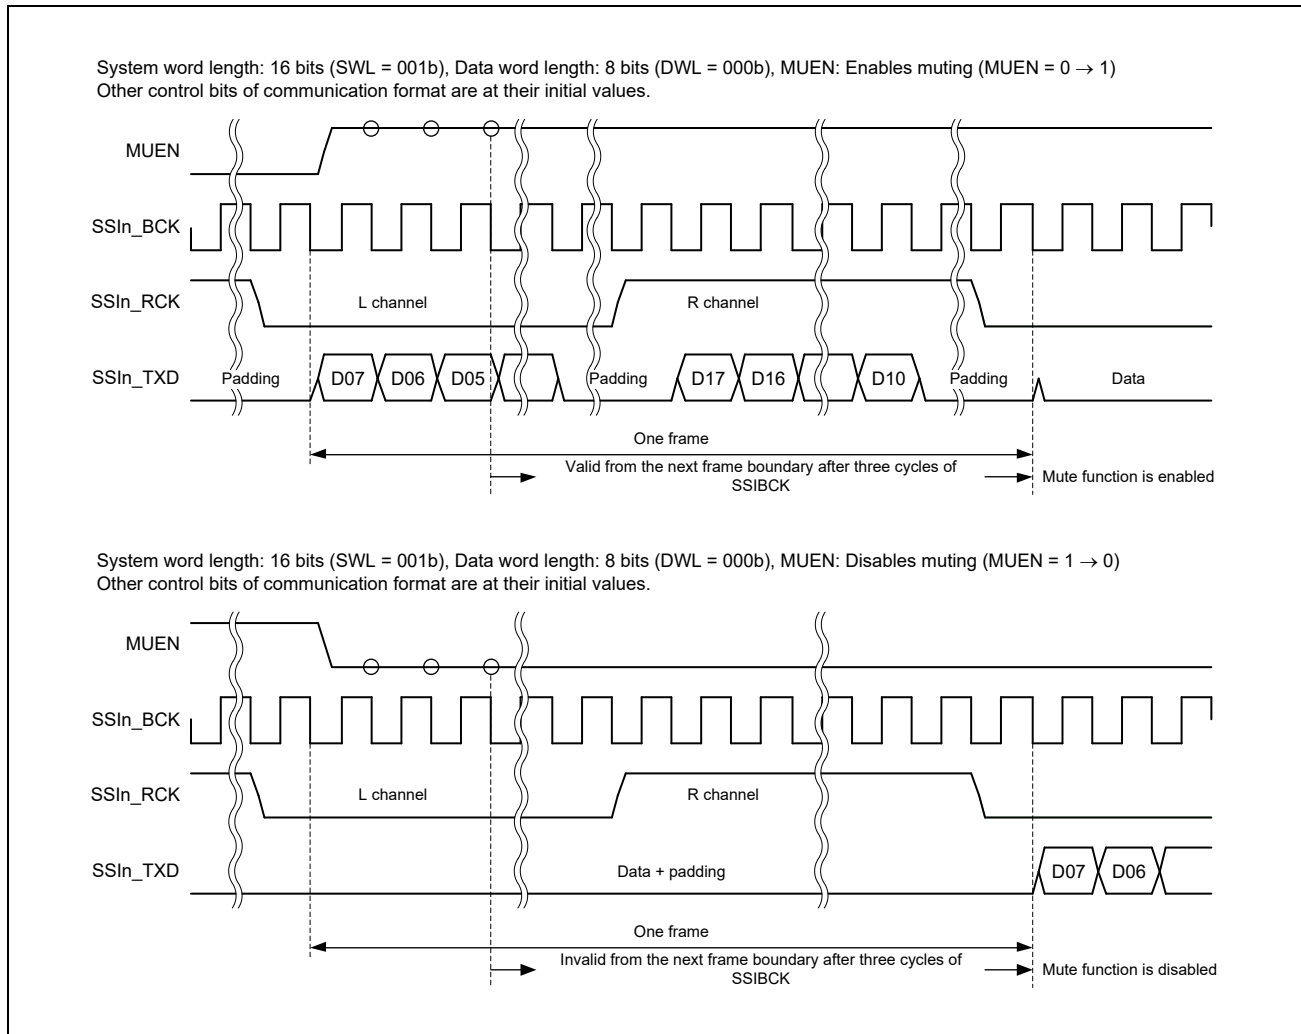 System word length: 16 bits (SWL = 001b), Data word length: 8 bits (DWL = 000b), MUEN: Enables muting (MUEN = 0 → 1)
Other control bits of communication format are at their initial values.
MUEN
SSIn_BCK
SSIn_RCK
L channel
R channel
SSIn_TXD
Padding
D07
D06
D05
Padding
D17
D16
D10
Padding
Data
One frame
Valid from the next frame boundary after three cycles of
SSIBCK
Mute function is enabled
System word length: 16 bits (SWL = 001b), Data word length: 8 bits (DWL = 000b), MUEN: Disables muting (MUEN = 1 → 0)
Other control bits of communication format are at their initial values.
MUEN
SSIn_BCK
SSIn_RCK
L channel
R channel
SSIn_TXD
Data + padding
D07
D06
One frame
Invalid from the next frame boundary after three cycles of
SSIBCK
Mute function is disabled